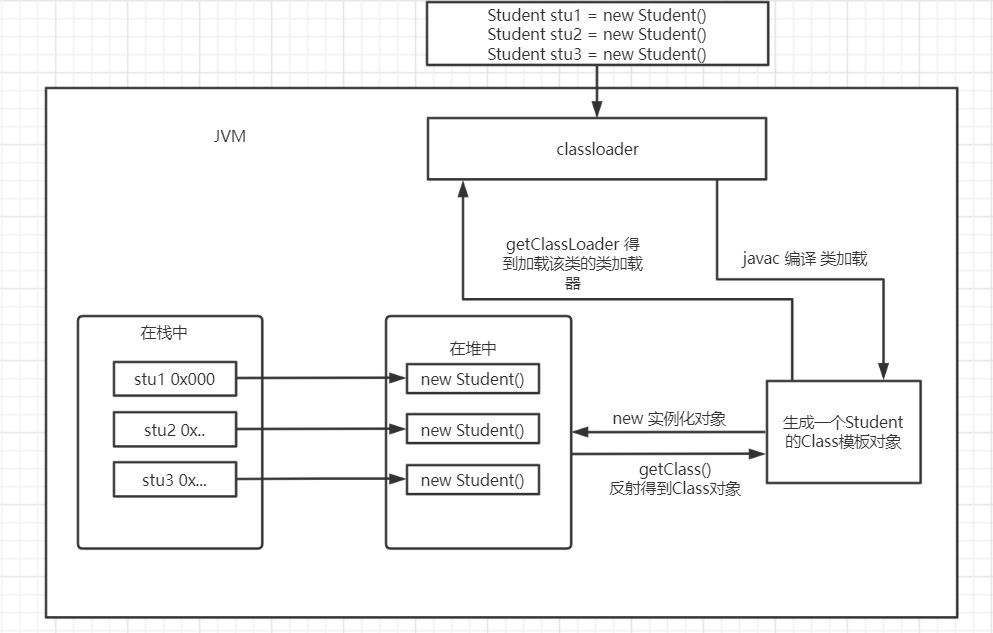 Student stu1 = new Student()
Student stu2 = new Student()
Student stu3 = new Student()
JVM
classloader
getClassLoader 得
到加载该类的类加载
器
javac 编译 类加载
在栈中
stu1 0x000
stu2 0x..
stu3 0x...
在堆中
new Student()
new Student()
new Student()
new 实例化对象
getClass()
反射得到Class对象
生成一个Student
的Class模板对象